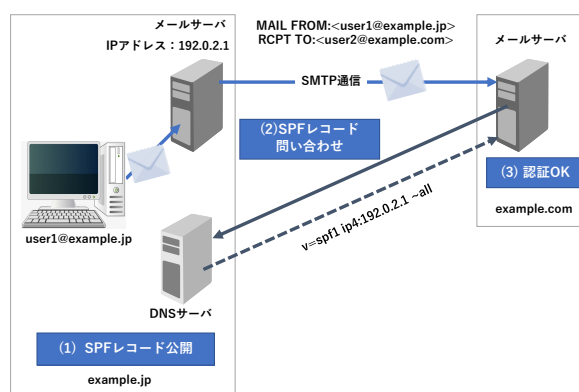 メールサーバ
IPアドレス：192.0.2.1
MAIL FROM:<user1@example.jp>
RCPT TO:<user2@example.com>
メールサーバ
SMTP通信
(2)SPFレコード
問い合わせ
(3) 認証OK
example.com
user1@example.jp
v=spf1 ip4:192.0.2.1 ~all
DNSサーバ
(1) SPFレコード公開
example.jp